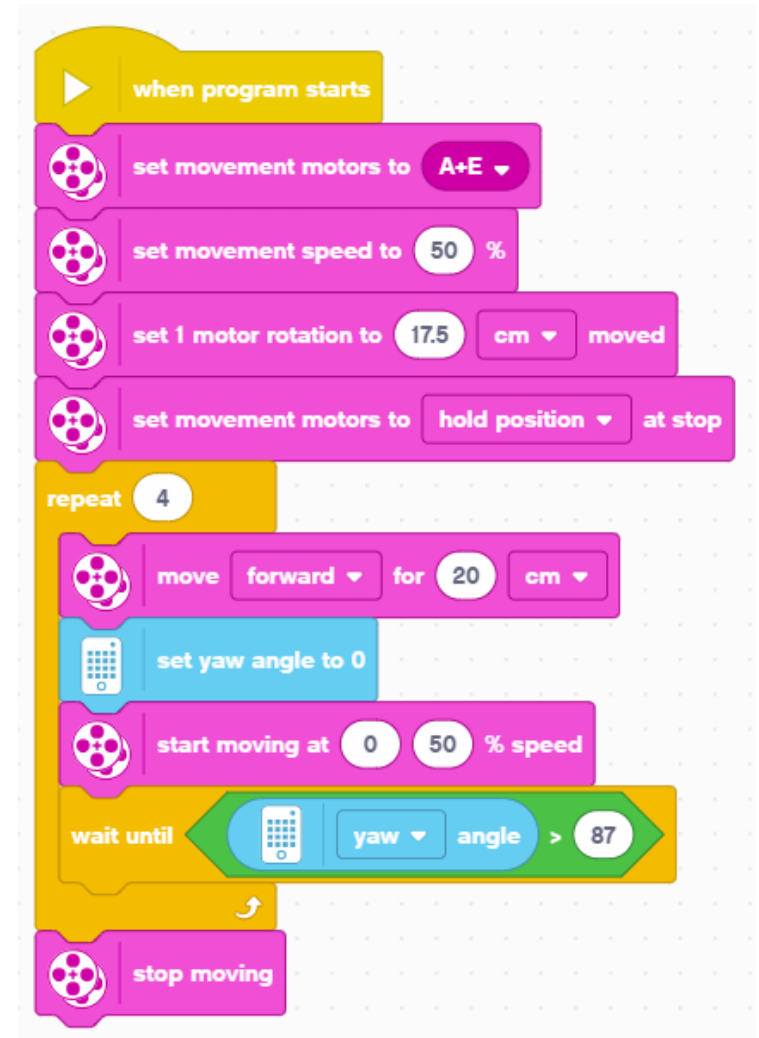 when program starts
set movement motors to A+E
set movement speed to 50 %
set 1 motor rotation to 17.5 cm moved
set movement motors to hold position at stop
repeat 4
move forward for 20 cm
set yaw angle to 0
start moving at 0 50 % speed
wait until yaw angle > 87
stop moving